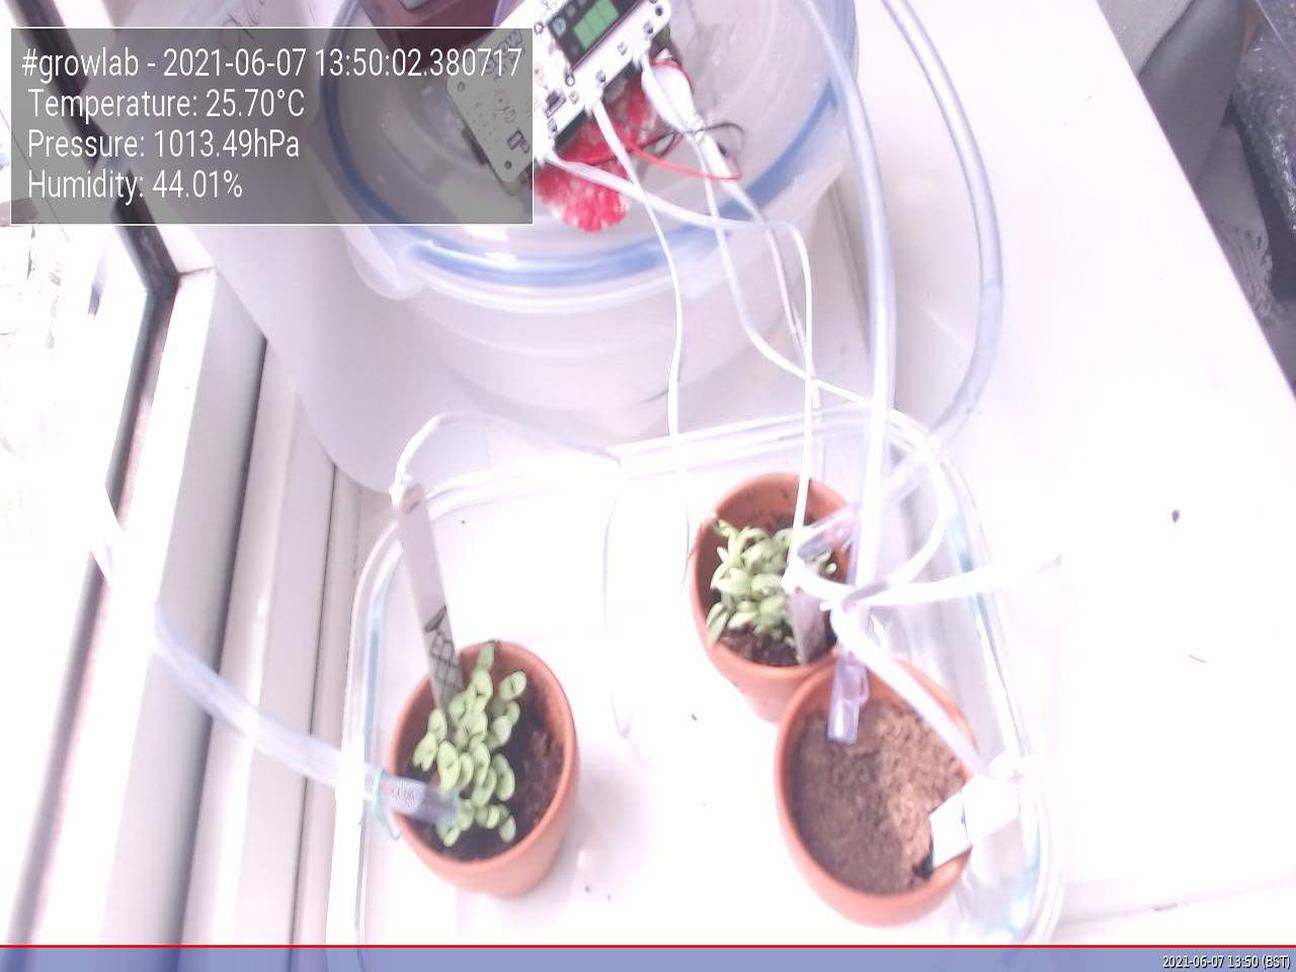 #growlab - 2021-06-07 13:50:02.380717
Temperature: 25.70°C
Pressure: 1013.49hPa
Humidity: 44.01%
2021-06-07 13:50 (BST)